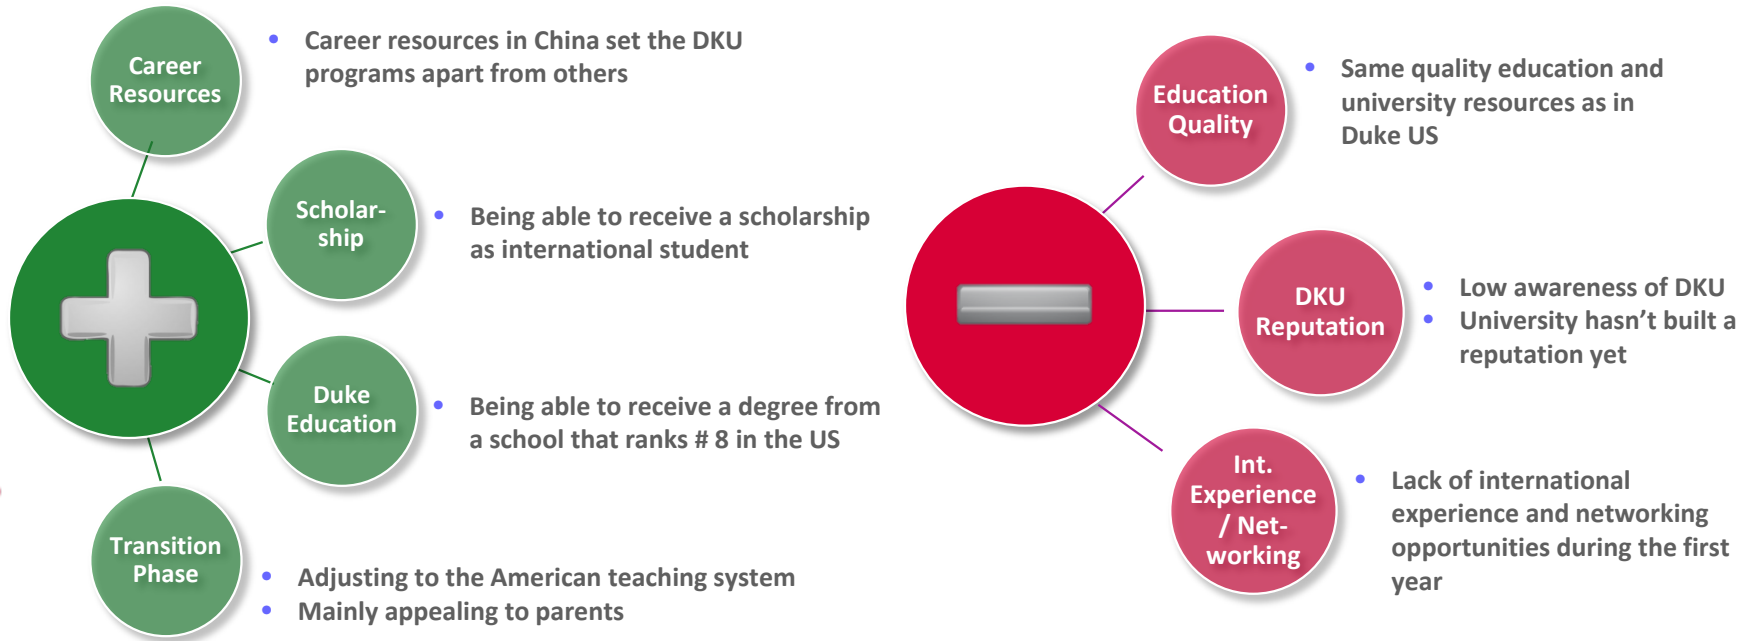 Career
Resources
• Career resources in China set the DKU
programs apart from others
Scholar-
ship
• Being able to receive a scholarship
as international student
Duke
Education
• Being able to receive a degree from
a school that ranks # 8 in the US
Transition
Phase
• Adjusting to the American teaching system
• Mainly appealing to parents
Education
Quality
• Same quality education and
university resources as in
Duke US
DKU
Reputation
• Low awareness of DKU
• University hasn’t built a
reputation yet
Int.
Experience
/ Net-
working
• Lack of international
experience and networking
opportunities during the first
year